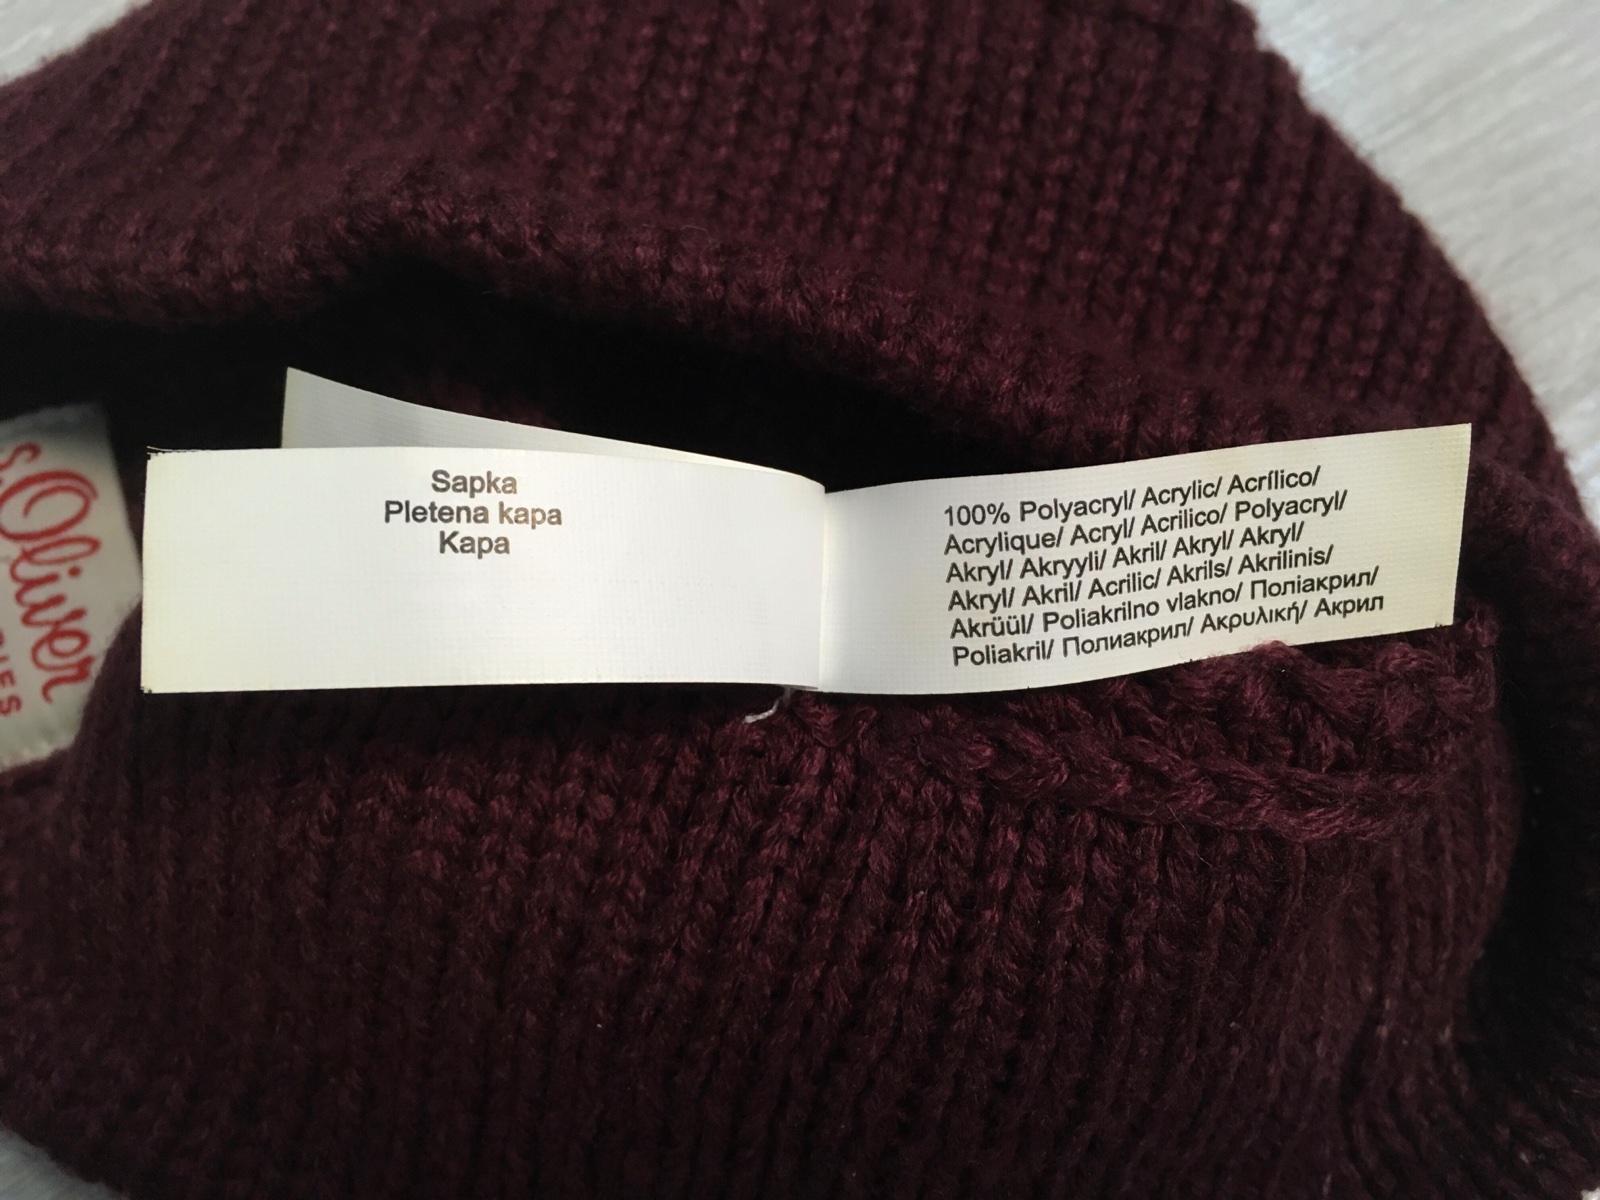 s.Oliver
Sapka
Pletena kapa
Kapa
100% Polyacryl/ Acrylic/ Acrílico/
Acrylique/ Acryl/ Acrilico/ Polyacryl/
Akryl/ Akryyli/ Akril/ Akryl/ Akryl/
Akryl/ Akril/ Acrilic/ Akrils/ Akrilinis/
Akrüül/ Poliakrilno vlakno/ Поліакрил/
Poliakril/ Полиакрил/ Ακρυλική/ Акрил